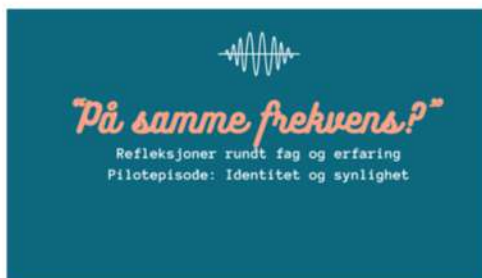 “På samme frekvens?”
Refleksjoner rundt fag og erfaring
Pilotepisode: Identitet og synlighet